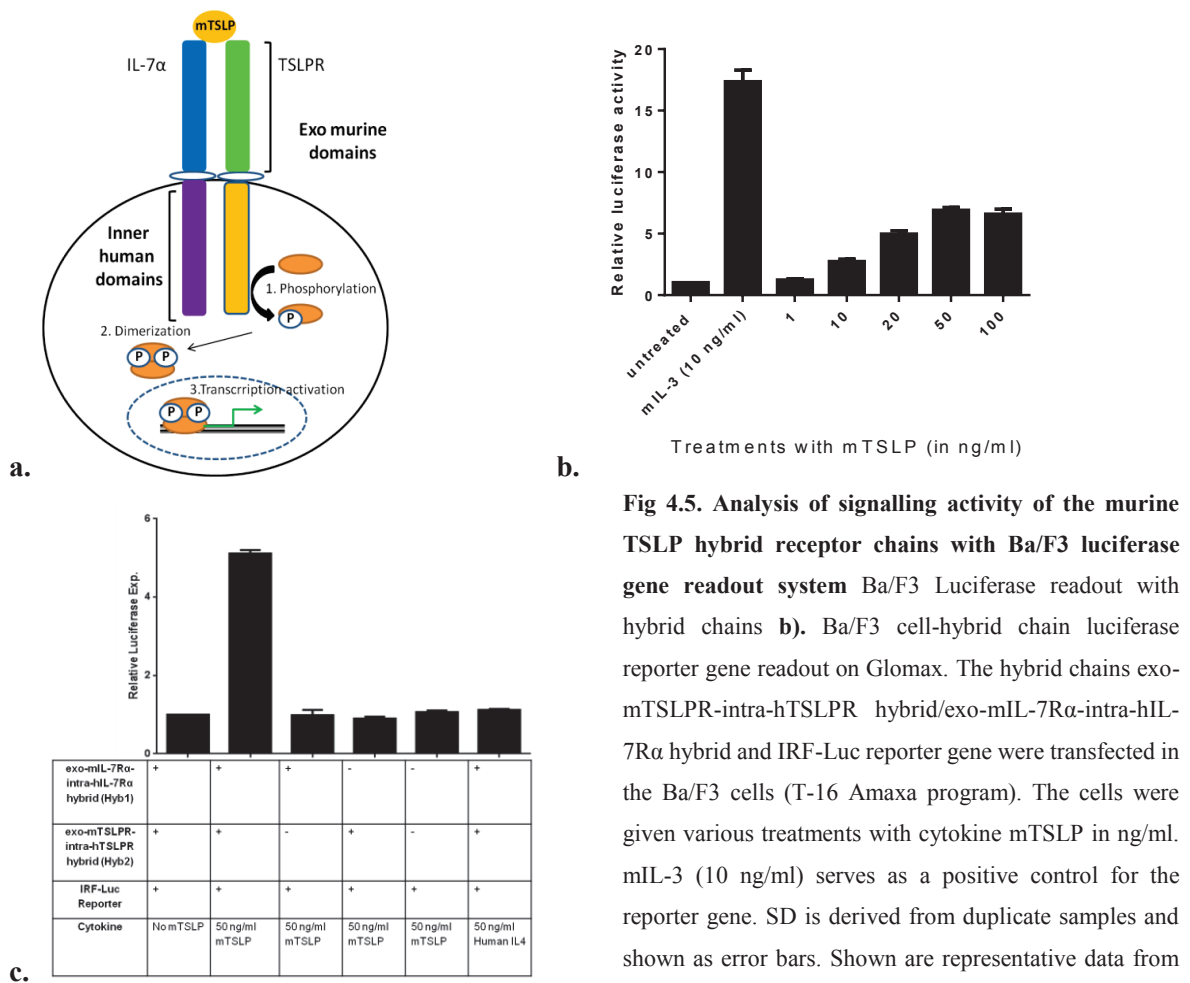 mTSLP
IL-7α
TSLPR
Exo murine
domains
Inner
human
domains
1. Phosphorylation
P
2. Dimerization
P P
3.Transcription activation
P P
a.
Relative luciferase activity
20
15
10
5
0
untreated
mIL-3 (10 ng/ml)
1
10
20
50
100
Treatments with mTSLP (in ng/ml)
b.
Relative Luciferase Exp.
6
4
2
0
exo-mIL-7Rα-
intra-hIL-7Rα
hybrid (Hyb1)
+ + + - - +
exo-mTSLPR-
intra-hTSLPR
hybrid (Hyb2)
+ + - + - +
IRF-Luc
Reporter
+ + + + + +
Cytokine
No mTSLP
50 ng/ml
mTSLP
50 ng/ml
mTSLP
50 ng/ml
mTSLP
50 ng/ml
mTSLP
50 ng/ml
Human IL4
c.
Fig 4.5. Analysis of signalling activity of the murine
TSLP hybrid receptor chains with Ba/F3 luciferase
gene readout system Ba/F3 Luciferase readout with
hybrid chains b). Ba/F3 cell-hybrid chain luciferase
reporter gene readout on Glomax. The hybrid chains exo-
mTSLPR-intra-hTSLPR hybrid/exo-mIL-7Rα-intra-hIL-
7Rα hybrid and IRF-Luc reporter gene were transfected in
the Ba/F3 cells (T-16 Amaxa program). The cells were
given various treatments with cytokine mTSLP in ng/ml.
mIL-3 (10 ng/ml) serves as a positive control for the
reporter gene. SD is derived from duplicate samples and
shown as error bars. Shown are representative data from